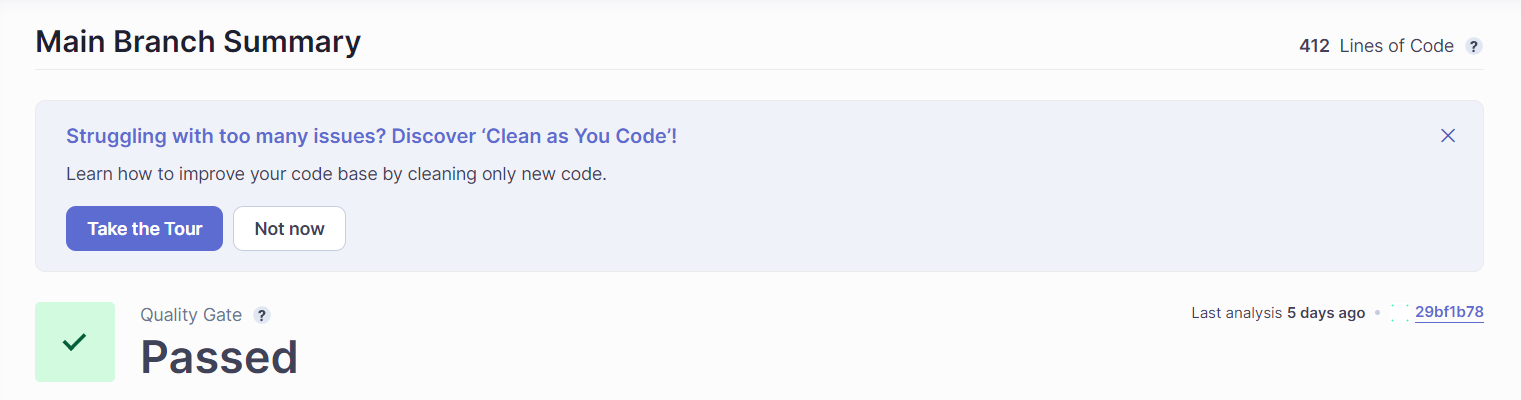 Main Branch Summary
412 Lines of Code ?
Struggling with too many issues? Discover ‘Clean as You Code’!
Learn how to improve your code base by cleaning only new code.
Take the Tour Not now
Quality Gate ?
Last analysis 5 days ago • 29bf1b78
Passed